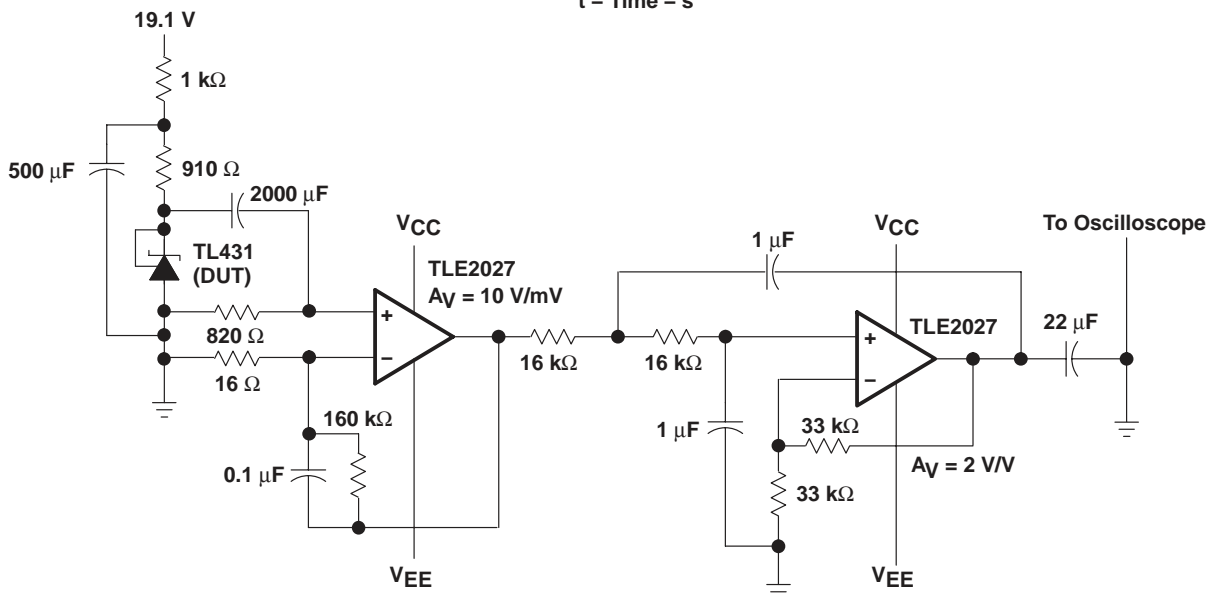 t – Time – s
19.1 V
1 kΩ
500 μF
910 Ω
2000 μF
TL431
(DUT)
820 Ω
16 Ω
VCC
TLE2027
AV = 10 V/mV
+
–
160 kΩ
0.1 μF
VEE
16 kΩ
16 kΩ
1 μF
1 μF
VCC
TLE2027
+
–
33 kΩ
AV = 2 V/V
33 kΩ
VEE
22 μF
To Oscilloscope